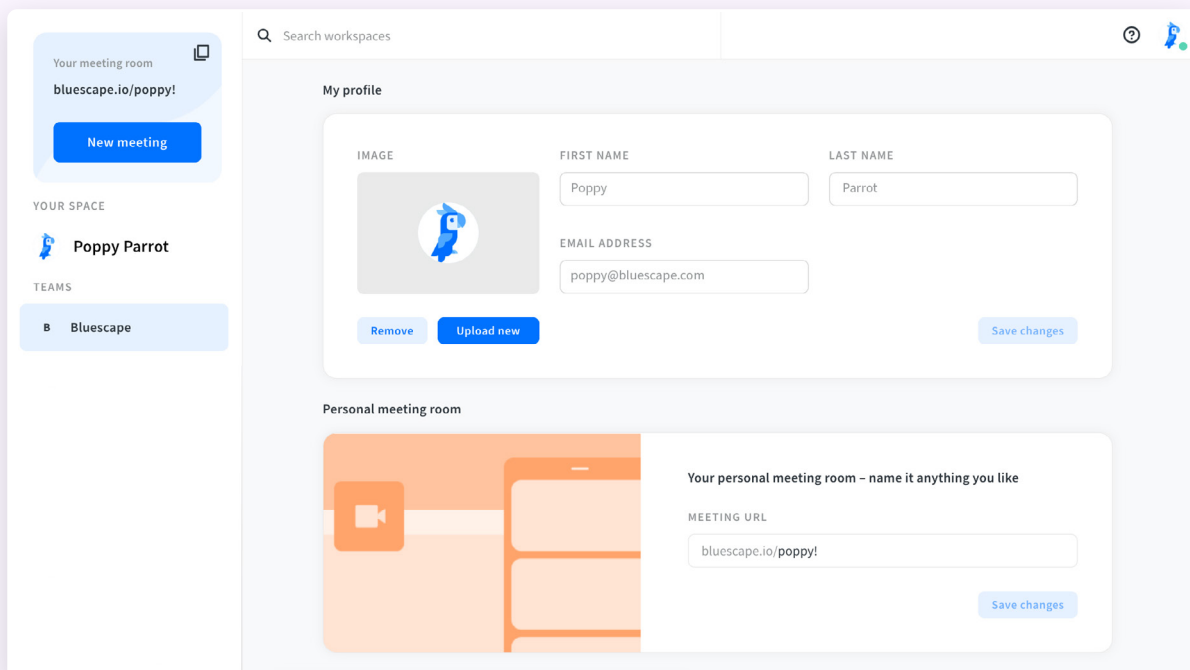 Your meeting room
bluescape.io/poppy!
New meeting
YOUR SPACE
Poppy Parrot
TEAMS
B Bluescape
Search workspaces
My profile
IMAGE
FIRST NAME
LAST NAME
Poppy
Parrot
EMAIL ADDRESS
poppy@bluescape.com
Remove
Upload new
Save changes
Personal meeting room
Your personal meeting room – name it anything you like
MEETING URL
bluescape.io/poppy!
Save changes